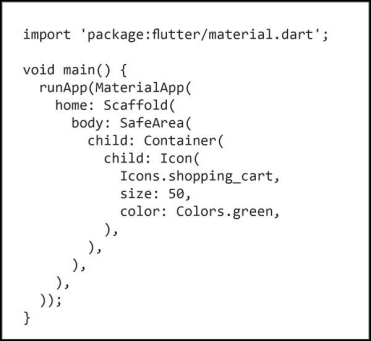 import 'package:flutter/material.dart';

void main() {
  runApp(MaterialApp(
    home: Scaffold(
      body: SafeArea(
        child: Container(
          child: Icon(
            Icons.shopping_cart,
            size: 50,
            color: Colors.green,
          ),
        ),
      ),
    ),
  ));
}